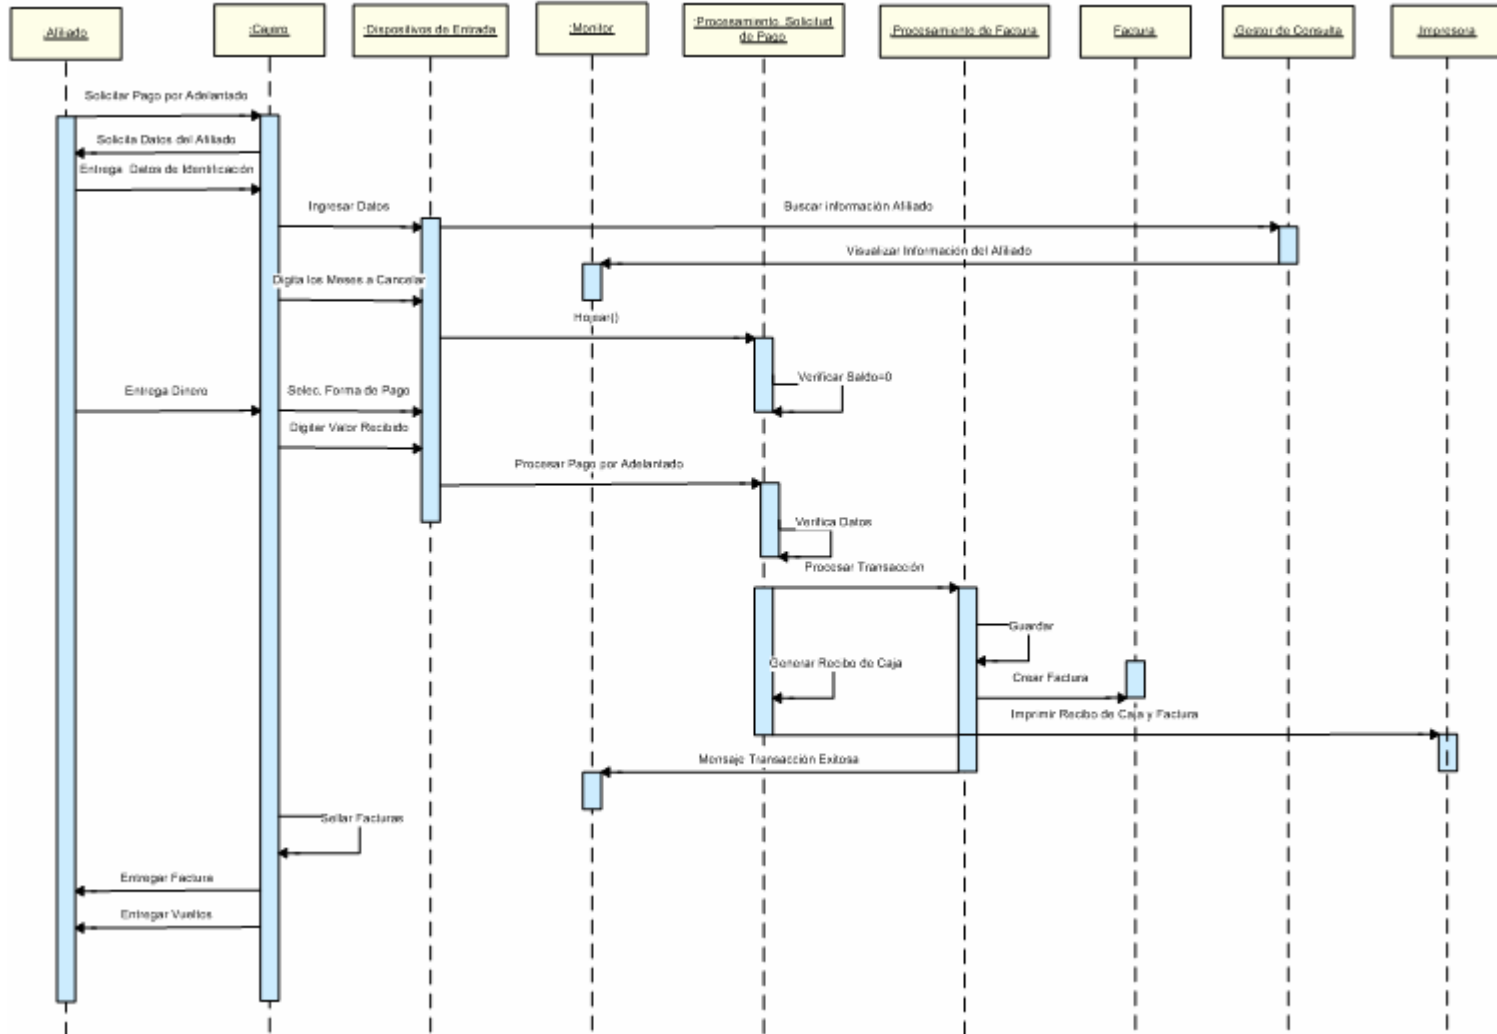 :Afiliado
:Cajero
:Dispositivos de Entrada
:Monitor
:Procesamiento Solicitud
de Pago
:Procesamiento de Factura
Factura
:Gestor de Consulta
:Impresora
Solicitar Pago por Adelantado
Solicita Datos del Afiliado
Entrega Datos de Identificación
Ingresar Datos
Buscar información Afiliado
Visualizar Información del Afiliado
Digita los Meses a Cancelar
Hojear()
Verificar Saldo=0
Entrega Dinero
Selec. Forma de Pago
Digitar Valor Recibido
Procesar Pago por Adelantado
Verifica Datos
Procesar Transacción
Guardar
Generar Recibo de Caja
Crear Factura
Imprimir Recibo de Caja y Factura
Mensaje Transacción Exitosa
Sellar Facturas
Entregar Factura
Entregar Vueltos